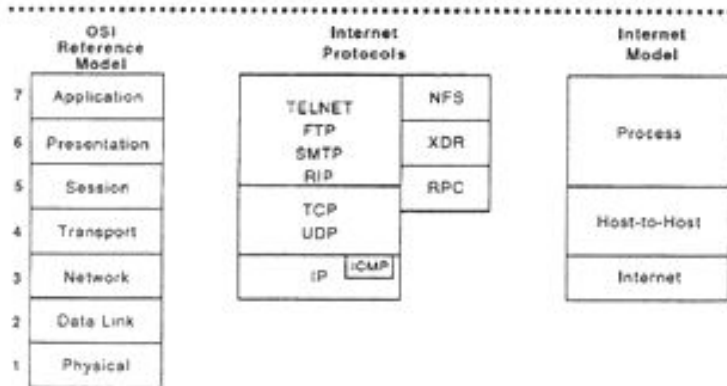 OSI
Reference
Model
7 Application
6 Presentation
5 Session
4 Transport
3 Network
2 Data Link
1 Physical
Internet
Protocols
TELNET
FTP
SMTP
RIP
NFS
XDR
RPC
TCP
UDP
IP
ICMP
Internet
Model
Process
Host-to-Host
Internet